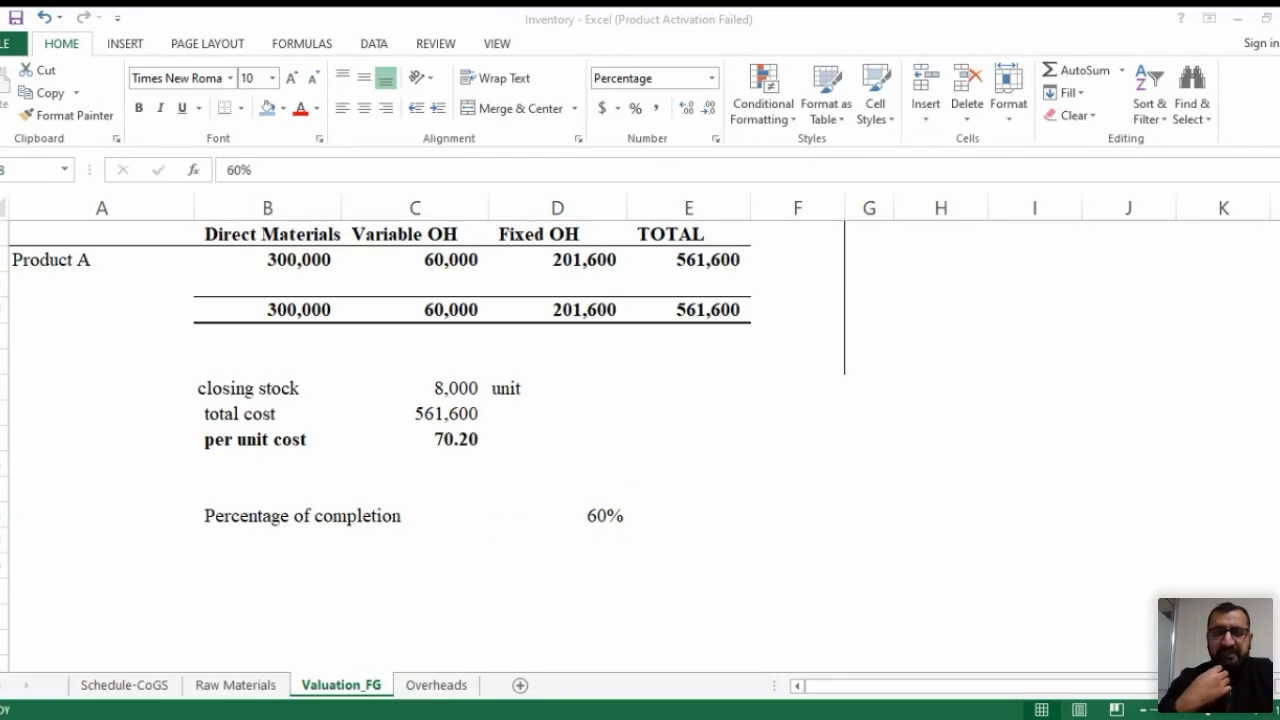 Inventory - Excel (Product Activation Failed)
HOME INSERT PAGE LAYOUT FORMULAS DATA REVIEW VIEW Sign in
Cut Times New Roma 10 Wrap Text Percentage AutoSum
Copy Merge & Center Conditional Formatting Format as Table Cell Styles Insert Delete Format Fill Sort & Filter Find & Select
Format Painter Clear
Clipboard Font Alignment Number Styles Cells Editing
60%
A B C D E F G H I J K
Direct Materials Variable OH Fixed OH TOTAL
Product A 300,000 60,000 201,600 561,600
300,000 60,000 201,600 561,600
closing stock 8,000 unit
total cost 561,600
per unit cost 70.20
Percentage of completion 60%
Schedule-CoGS Raw Materials Valuation_FG Overheads